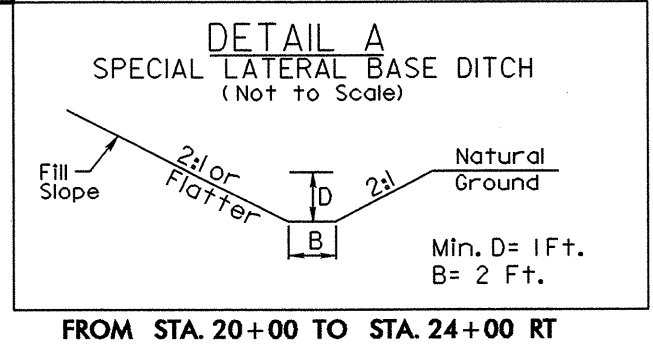 DETAIL A
SPECIAL LATERAL BASE DITCH
(Not to Scale)
Fill
Slope
2:1 or
Flatter
D
2:1
Natural
Ground
B
Min. D= 1 Ft.
B= 2 Ft.
FROM STA. 20+00 TO STA. 24+00 RT